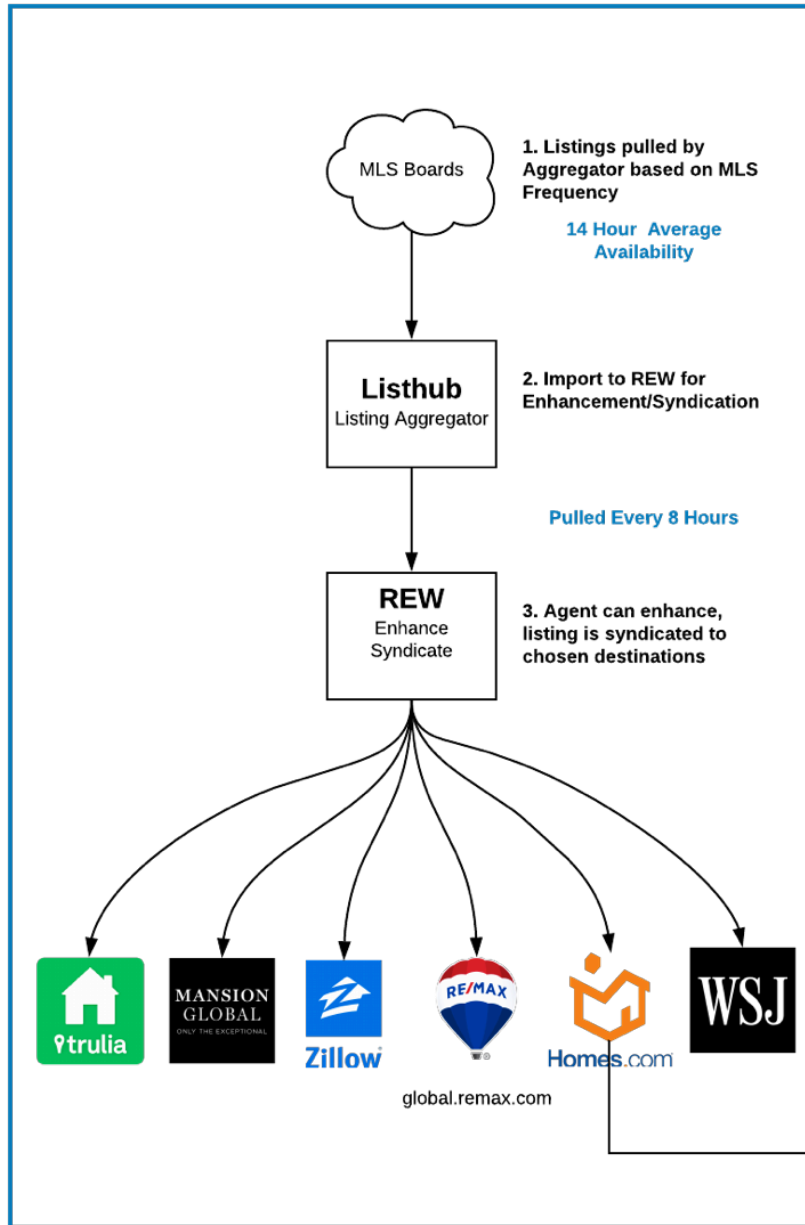 MLS Boards
1. Listings pulled by
Aggregator based on MLS
Frequency
14 Hour Average
Availability
Listhub
Listing Aggregator
2. Import to REW for
Enhancement/Syndication
Pulled Every 8 Hours
REW
Enhance
Syndicate
3. Agent can enhance,
listing is syndicated to
chosen destinations
trulia
MANSION
GLOBAL
ONLY THE EXCEPTIONAL
Zillow
RE/MAX
Homes.com
WSJ
global.remax.com